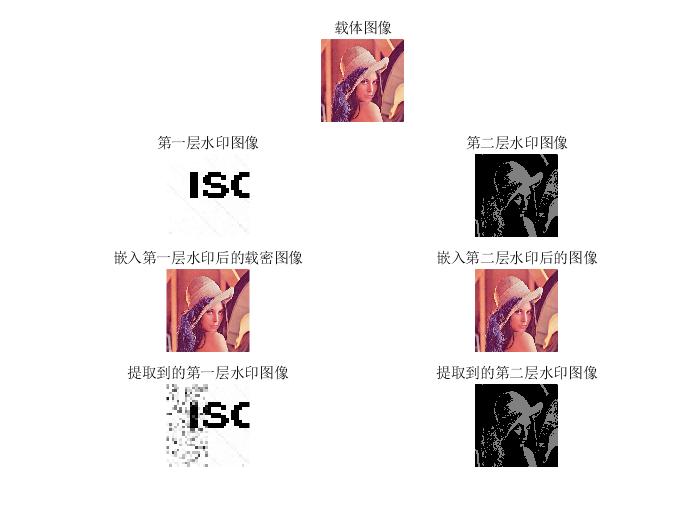 载体图像
第一层水印图像
第二层水印图像
ISC
嵌入第一层水印后的载密图像
嵌入第二层水印后的图像
提取到的第一层水印图像
提取到的第二层水印图像
ISC